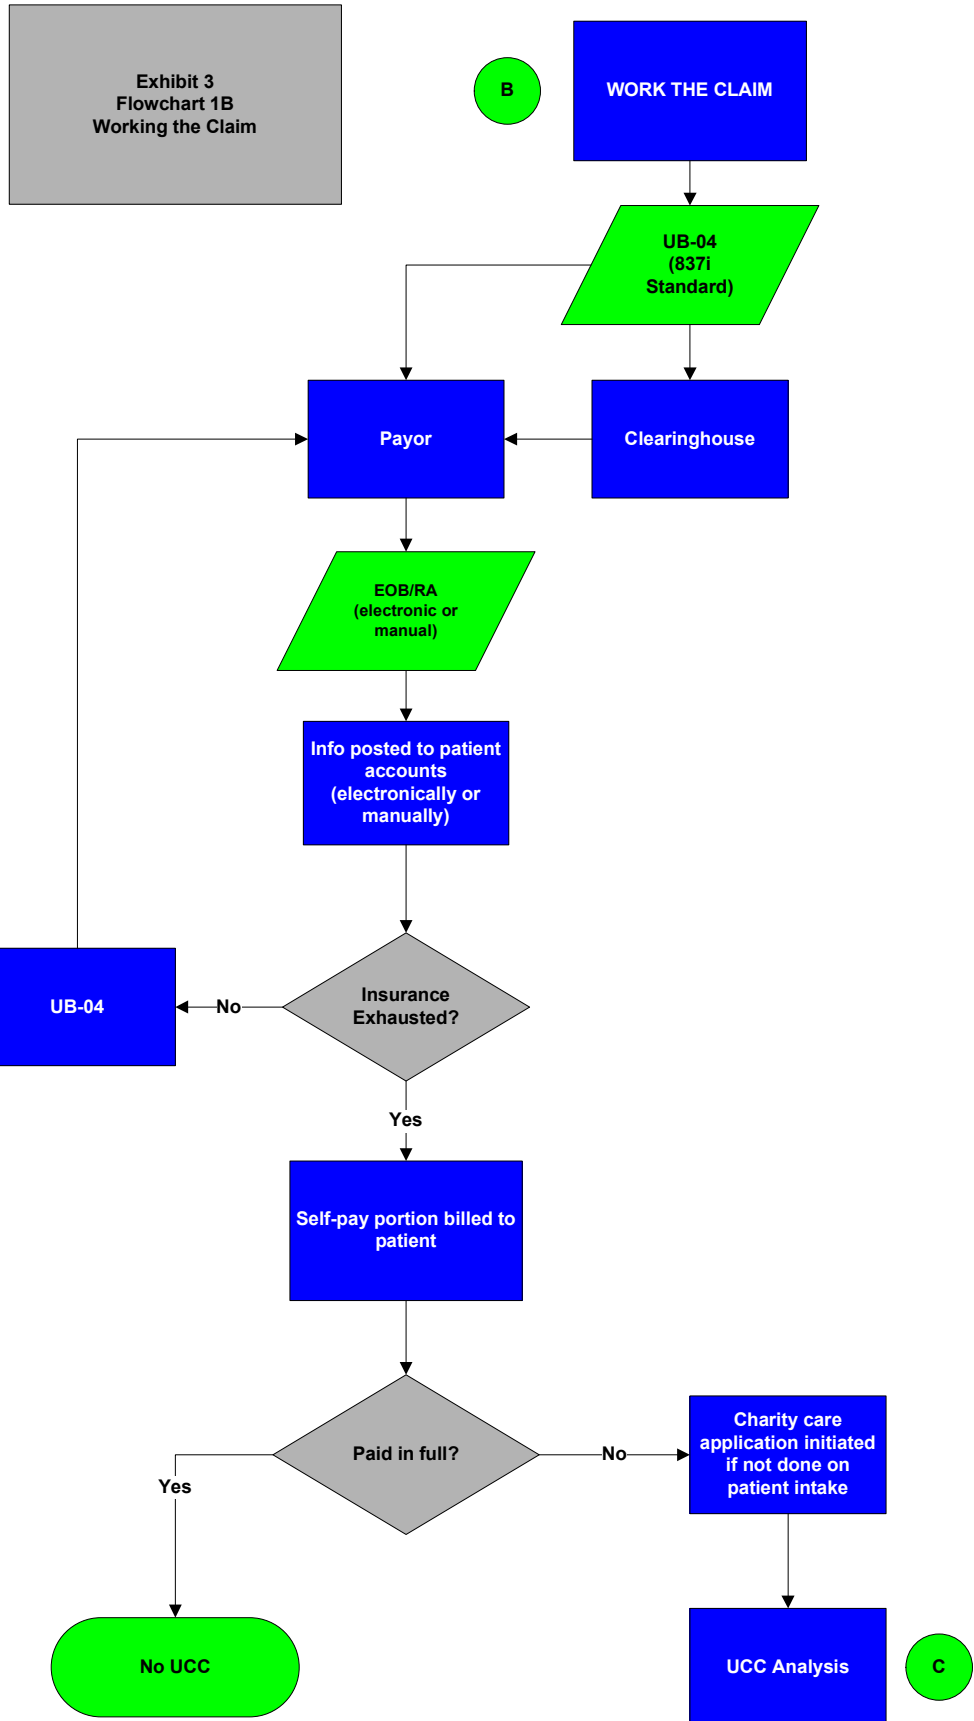 Exhibit 3
Flowchart 1B
Working the Claim
B
WORK THE CLAIM
UB-04
(837i
Standard)
Payor
Clearinghouse
EOB/RA
(electronic or
manual)
Info posted to patient
accounts
(electronically or
manually)
Insurance
Exhausted?
No
UB-04
Yes
Self-pay portion billed to
patient
Paid in full?
No
Charity care
application initiated
if not done on
patient intake
Yes
No UCC
UCC Analysis
C